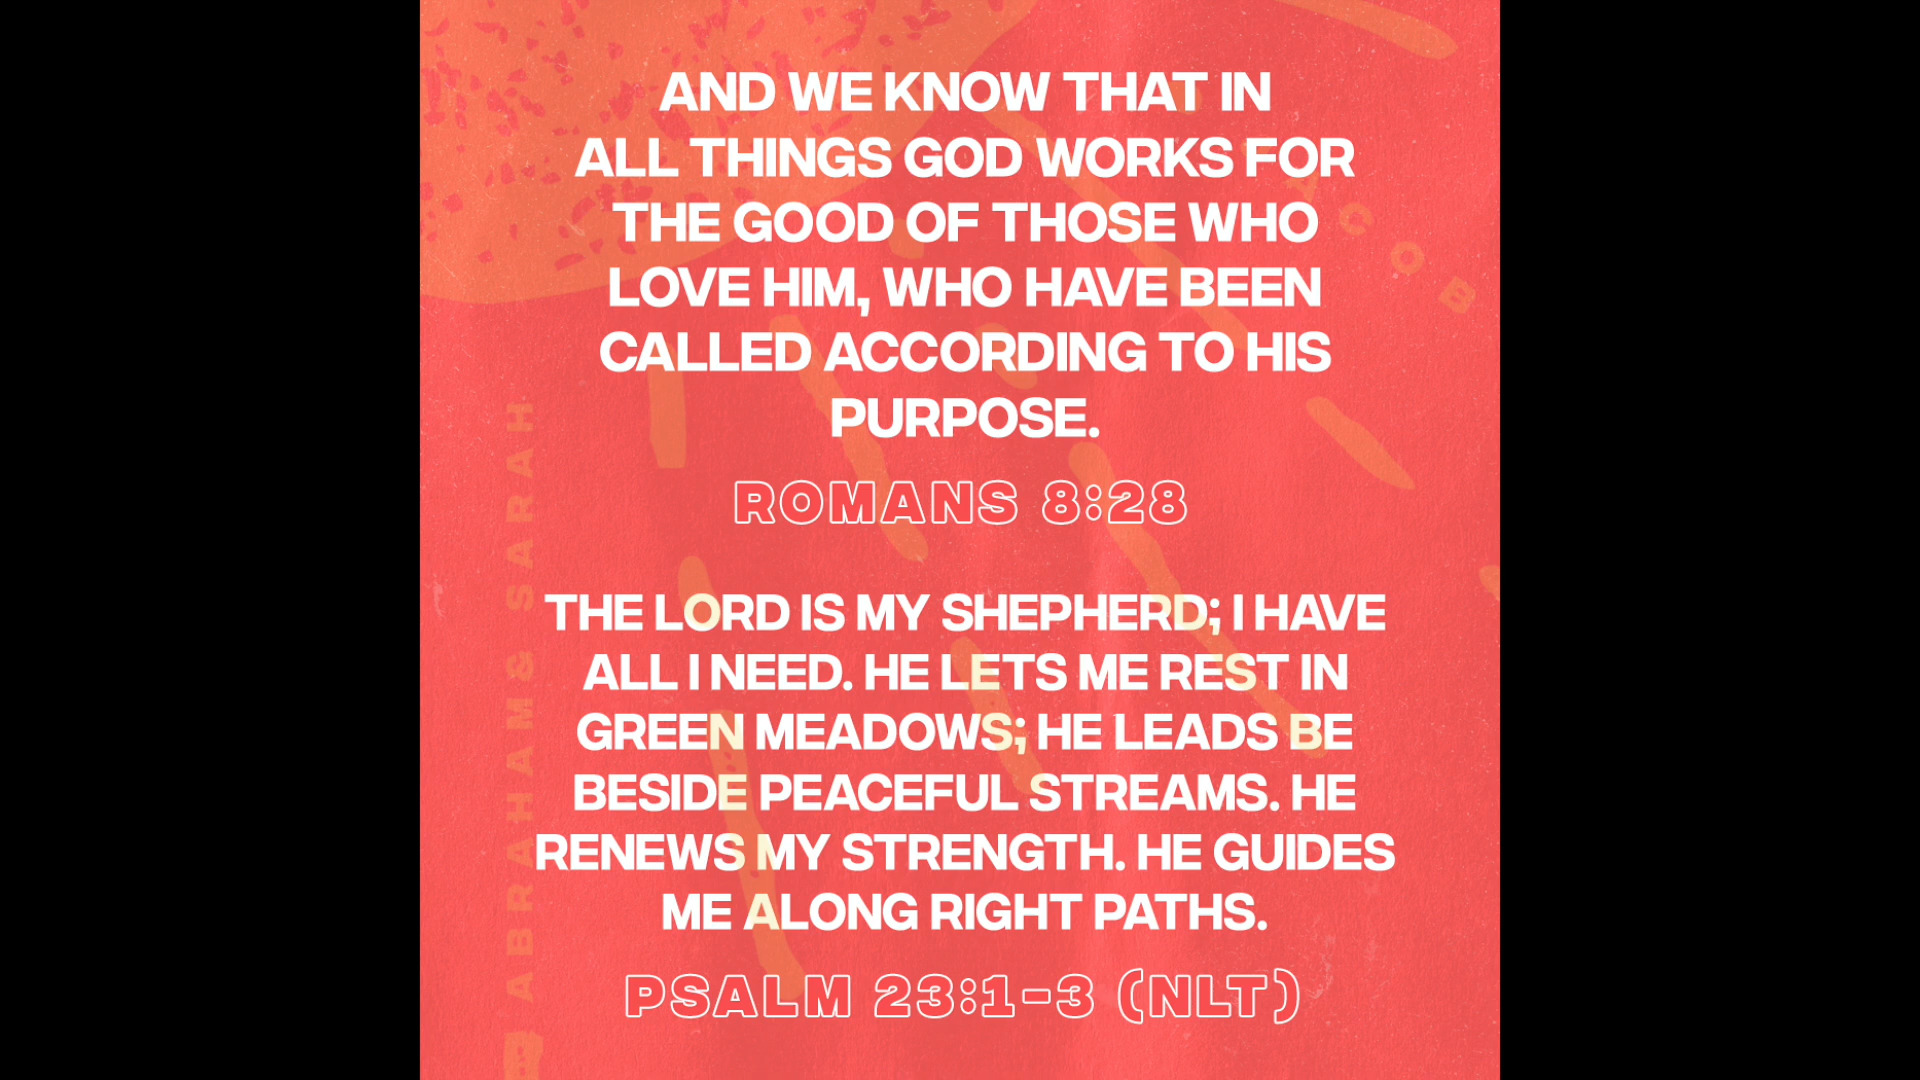 AND WE KNOW THAT IN
ALL THINGS GOD WORKS FOR
THE GOOD OF THOSE WHO
LOVE HIM, WHO HAVE BEEN
CALLED ACCORDING TO HIS
PURPOSE.
ROMANS 8:28
THE LORD IS MY SHEPHERD; I HAVE
ALL I NEED. HE LETS ME REST IN
GREEN MEADOWS; HE LEADS BE
BESIDE PEACEFUL STREAMS. HE
RENEWS MY STRENGTH. HE GUIDES
ME ALONG RIGHT PATHS.
PSALM 23:1-3 (NLT)
ABRAHAM & SARAH
JACOB